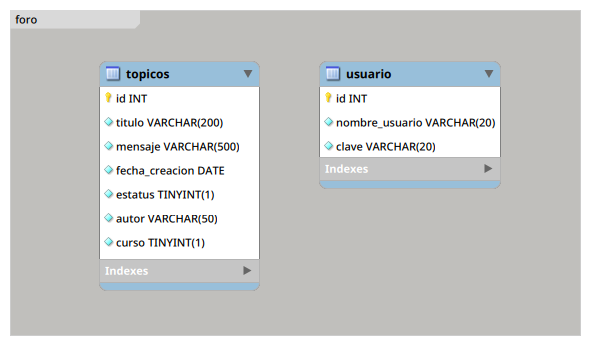 foro
topicos
id INT
titulo VARCHAR(200)
mensaje VARCHAR(500)
fecha_creacion DATE
estatus TINYINT(1)
autor VARCHAR(50)
curso TINYINT(1)
Indexes
usuario
id INT
nombre_usuario VARCHAR(20)
clave VARCHAR(20)
Indexes